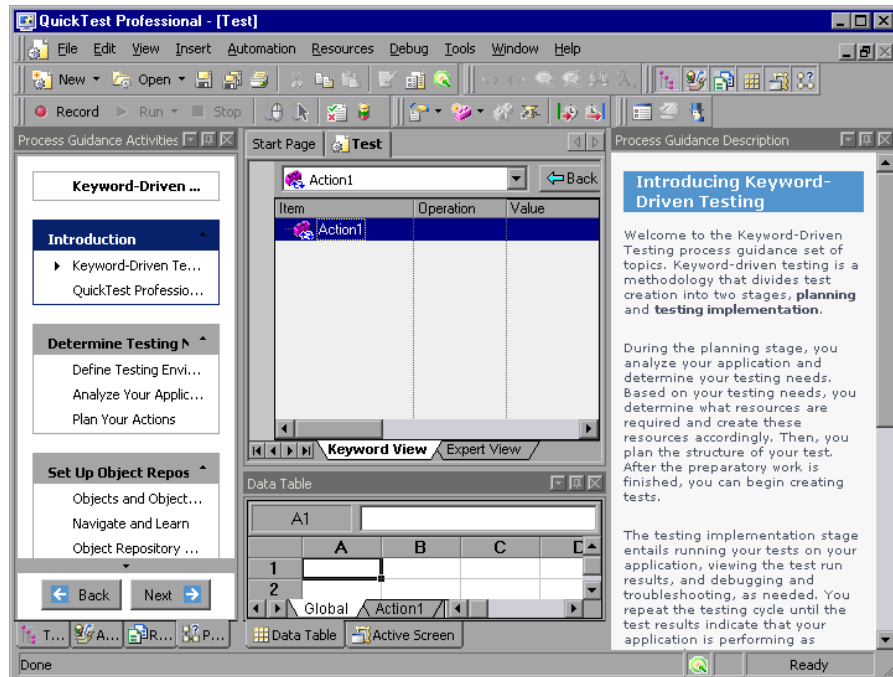 QuickTest Professional - [Test]
File Edit View Insert Automation Resources Debug Tools Window Help
New Open
Record Run Stop
Process Guidance Activities
Keyword-Driven ...
Introduction
Keyword-Driven Te...
QuickTest Professio...
Determine Testing N
Define Testing Envi...
Analyze Your Applic...
Plan Your Actions
Set Up Object Repos
Objects and Object...
Navigate and Learn
Object Repository ...
Back Next
T... A... R... P...
Start Page Test
Action1 Back
Item Operation Value
Action1
Keyword View Expert View
Data Table
A1
A B C D
1
2
Global Action1
Data Table Active Screen
Process Guidance Description
Introducing Keyword-
Driven Testing
Welcome to the Keyword-Driven
Testing process guidance set of
topics. Keyword-driven testing is a
methodology that divides test
creation into two stages, planning
and testing implementation.
During the planning stage, you
analyze your application and
determine your testing needs.
Based on your testing needs, you
determine what resources are
required and create these
resources accordingly. Then, you
plan the structure of your test.
After the preparatory work is
finished, you can begin creating
tests.
The testing implementation stage
entails running your tests on your
application, viewing the test run
results, and debugging and
troubleshooting, as needed. You
repeat the testing cycle until the
test results indicate that your
application is performing as
Done Ready